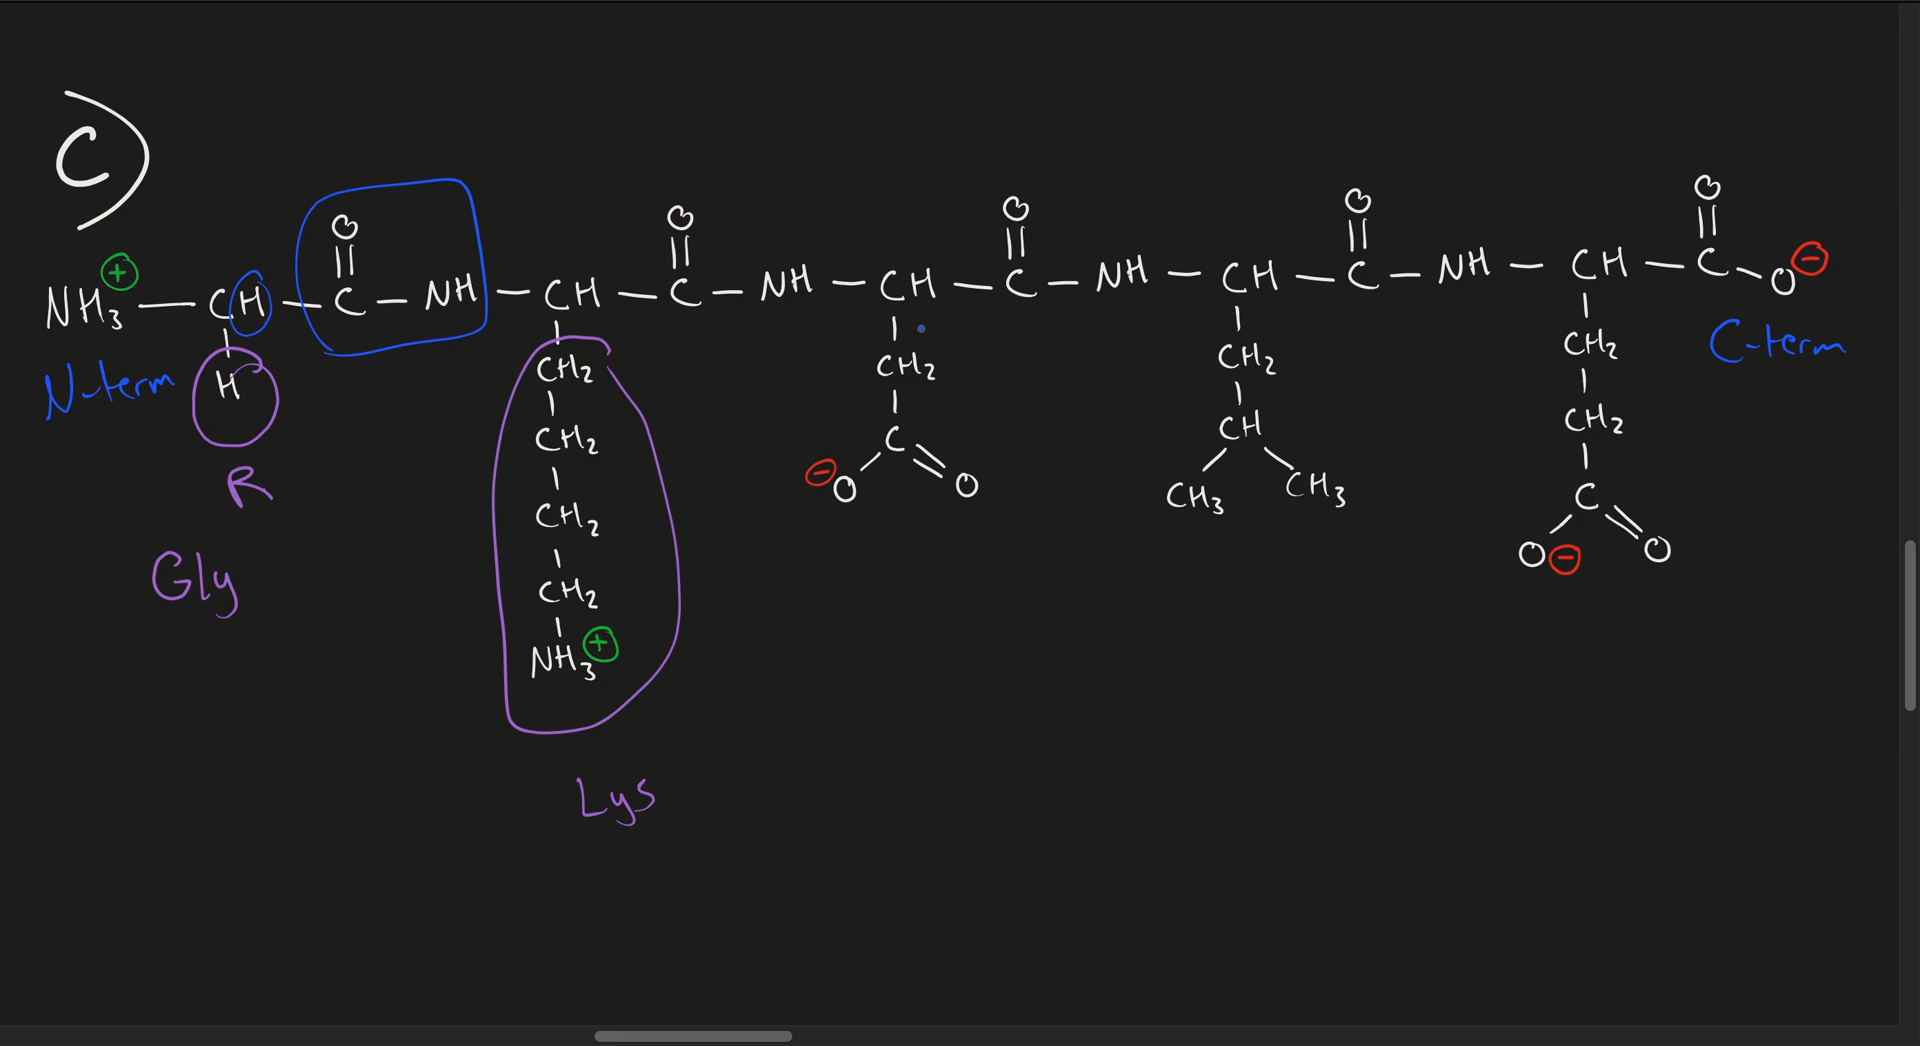 C)
O O O O O
NH₃ ⊕ — CH — C — NH — CH — C — NH — CH — C — NH — CH — C — NH — CH — C — O ⊖
N-term H CH₂ CH₂ CH₂ CH₂ C-term
R CH₂ C CH CH₂
⊖ O O CH₃ CH₃ C
Gly CH₂ O ⊖ O
CH₂
NH₃ ⊕
Lys